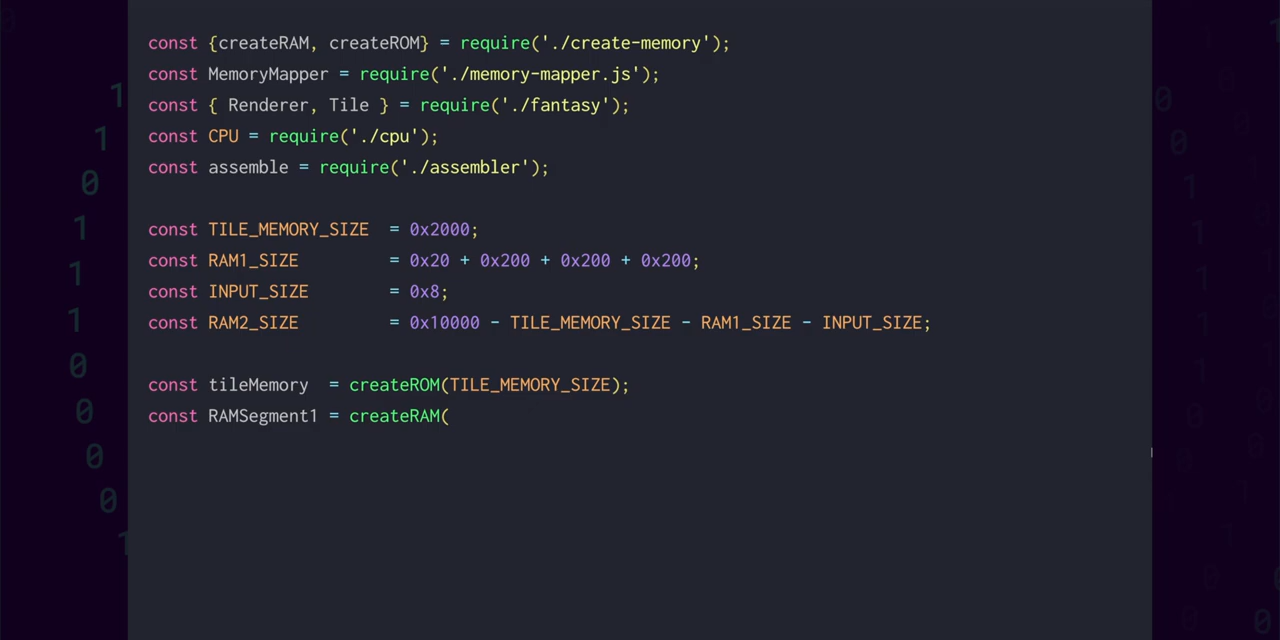 const {createRAM, createROM} = require('./create-memory');
const MemoryMapper = require('./memory-mapper.js');
const { Renderer, Tile } = require('./fantasy');
const CPU = require('./cpu');
const assemble = require('./assembler');
const TILE_MEMORY_SIZE  = 0x2000;
const RAM1_SIZE         = 0x20 + 0x200 + 0x200 + 0x200;
const INPUT_SIZE        = 0x8;
const RAM2_SIZE         = 0x10000 - TILE_MEMORY_SIZE - RAM1_SIZE - INPUT_SIZE;
const tileMemory  = createROM(TILE_MEMORY_SIZE);
const RAMSegment1 = createRAM(